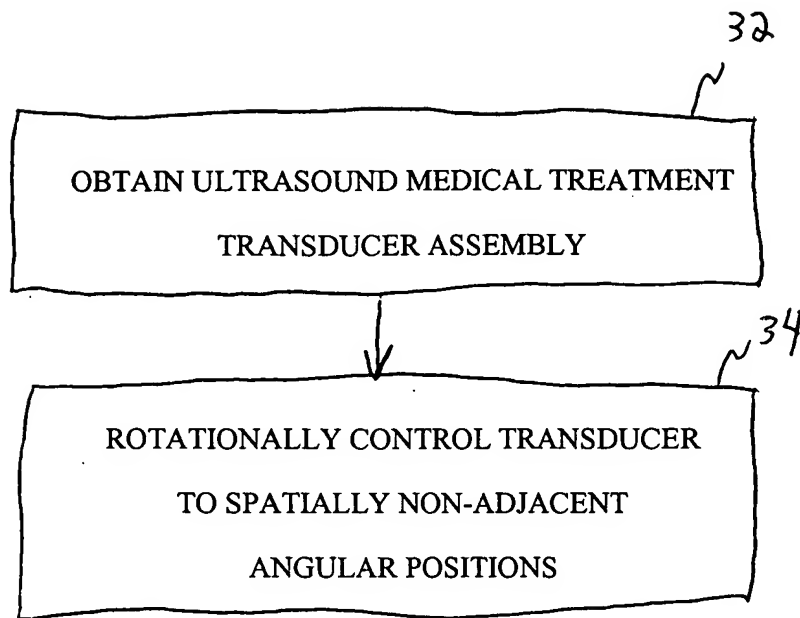 32
OBTAIN ULTRASOUND MEDICAL TREATMENT
TRANSDUCER ASSEMBLY
34
ROTATIONALLY CONTROL TRANSDUCER
TO SPATIALLY NON-ADJACENT
ANGULAR POSITIONS